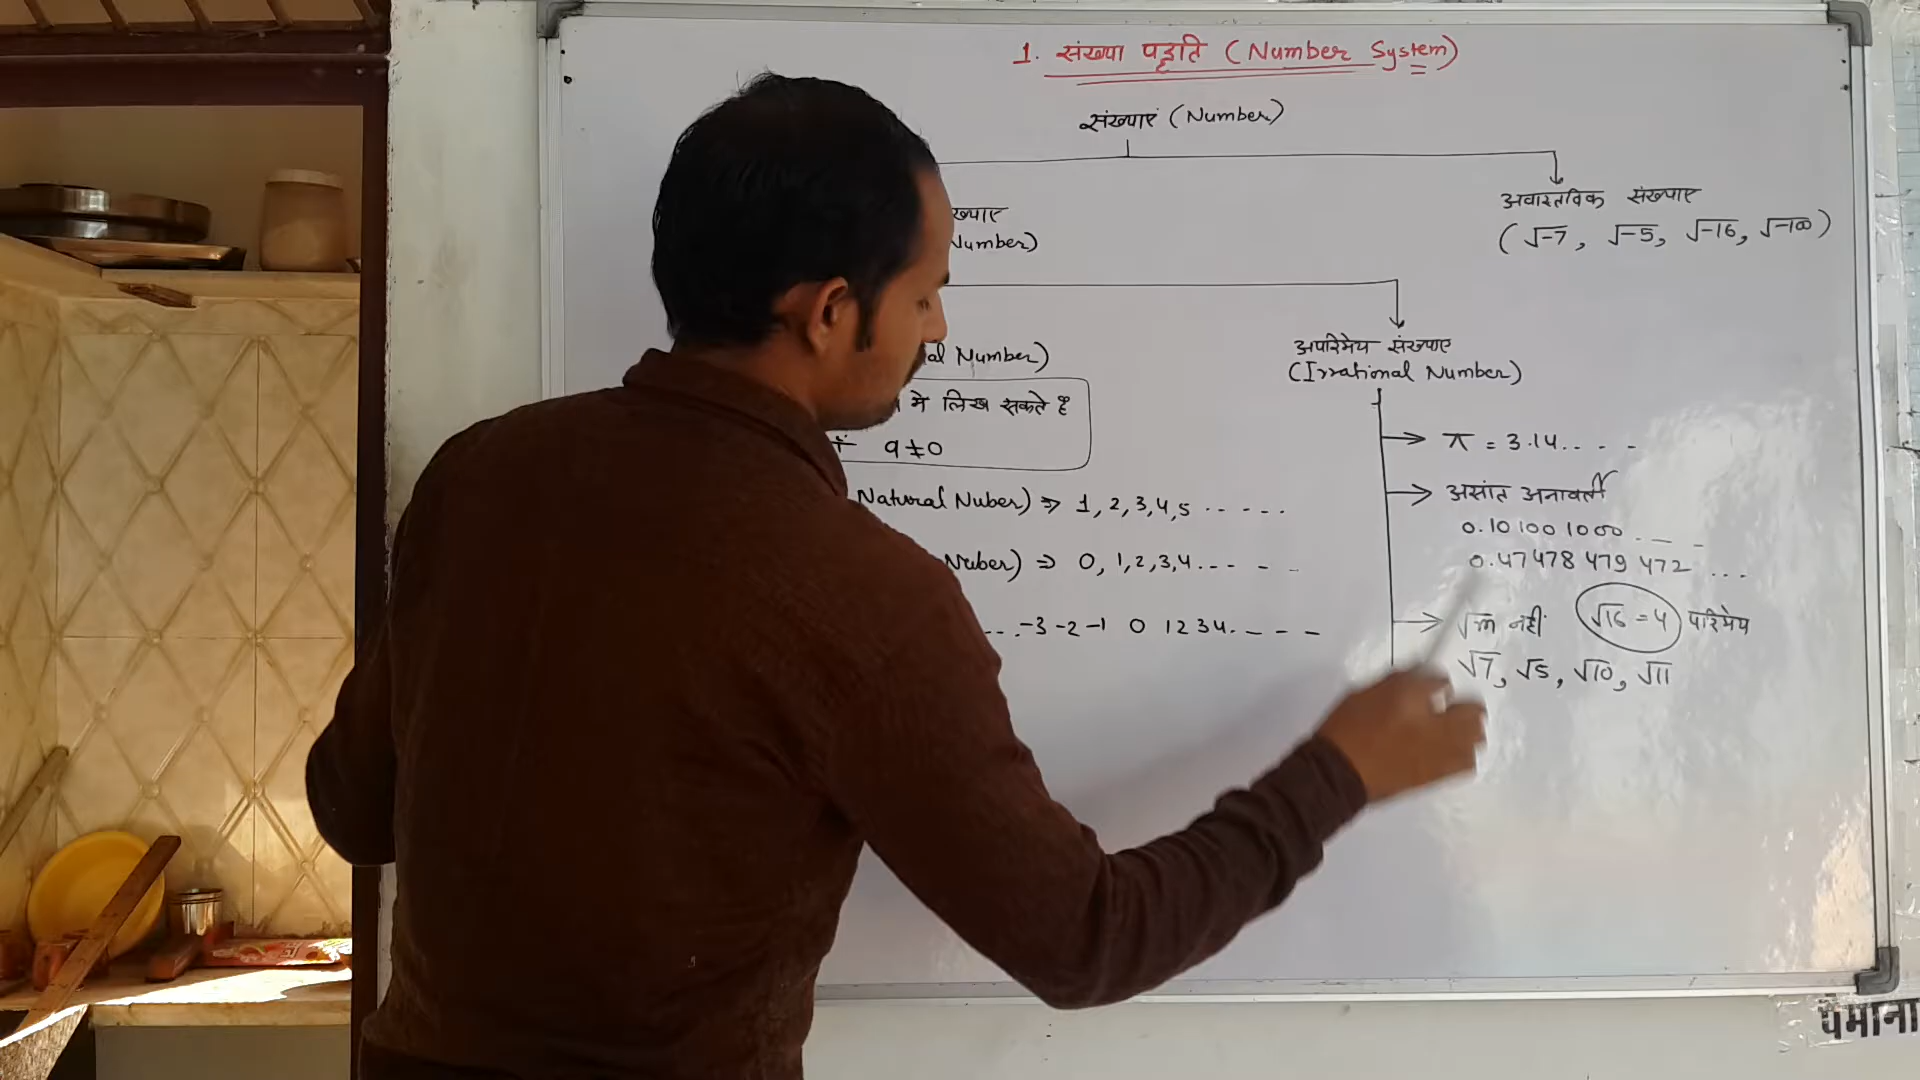 1. संख्या पद्धति (Number System)
संख्याएं (Number)
ख्याए
Number)
अवास्तविक संख्याए
(√-7, √-5, √-16, √-100)
al Number)
मे लिख सकते है
q ≠ 0
Natural Nuber) ⇒ 1, 2, 3, 4, 5 - - - - -
Nuber) ⇒ 0, 1, 2, 3, 4 - - - - -
...-3 -2 -1 0 1 2 3 4. - - -
अपरिमेय संख्याए
(Irrational Number)
→ π = 3.14.. - -
→ असांत अनावर्ती
0.10 100 1000. - -
0.47478 479 472 ...
→ √m नहीं √16 = 4 परिमेय
√7, √5, √10, √11
पैमाना